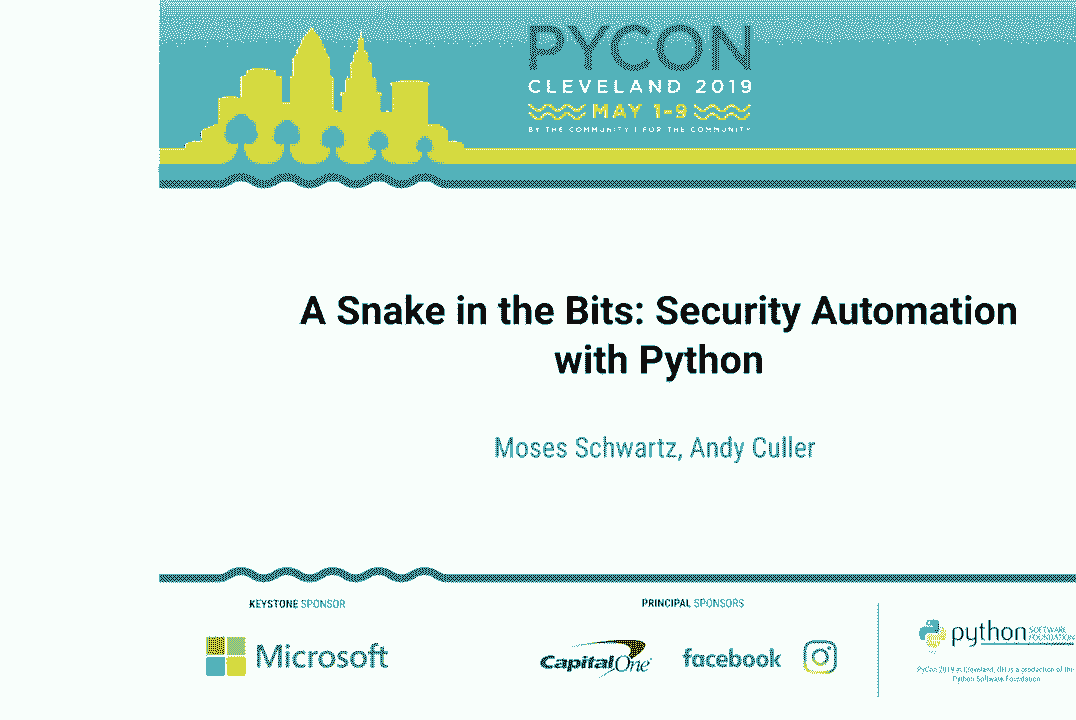 PYCON
CLEVELAND 2019
MAY 1-9
BY THE COMMUNITY | FOR THE COMMUNITY
A Snake in the Bits: Security Automation
with Python
Moses Schwartz, Andy Culler
KEYSTONE SPONSOR
PRINCIPAL SPONSORS
Microsoft
CapitalOne
facebook
python
SOFTWARE
FOUNDATION
PyCon 2019 in Cleveland, OH is a production of the
Python Software Foundation